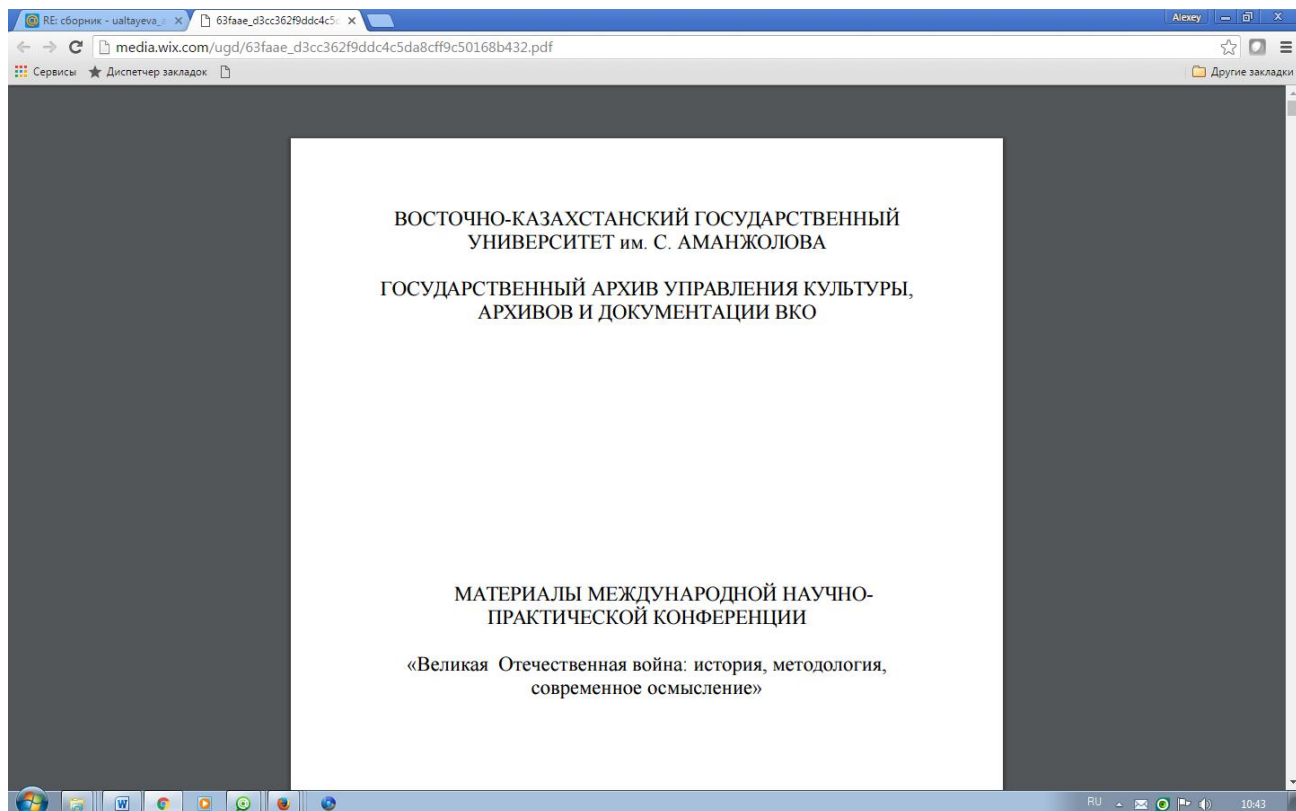 RE: сборник - ualtayeva_
63faae_d3cc362f9ddc4c5
Alexey
media.wix.com/ugd/63faae_d3cc362f9ddc4c5da8cff9c50168b432.pdf
Сервисы Диспетчер закладок
Другие закладки
ВОСТОЧНО-КАЗАХСТАНСКИЙ ГОСУДАРСТВЕННЫЙ
УНИВЕРСИТЕТ им. С. АМАНЖОЛОВА
ГОСУДАРСТВЕННЫЙ АРХИВ УПРАВЛЕНИЯ КУЛЬТУРЫ,
АРХИВОВ И ДОКУМЕНТАЦИИ ВКО
МАТЕРИАЛЫ МЕЖДУНАРОДНОЙ НАУЧНО-
ПРАКТИЧЕСКОЙ КОНФЕРЕНЦИИ
«Великая Отечественная война: история, методология,
современное осмысление»
RU
10:43